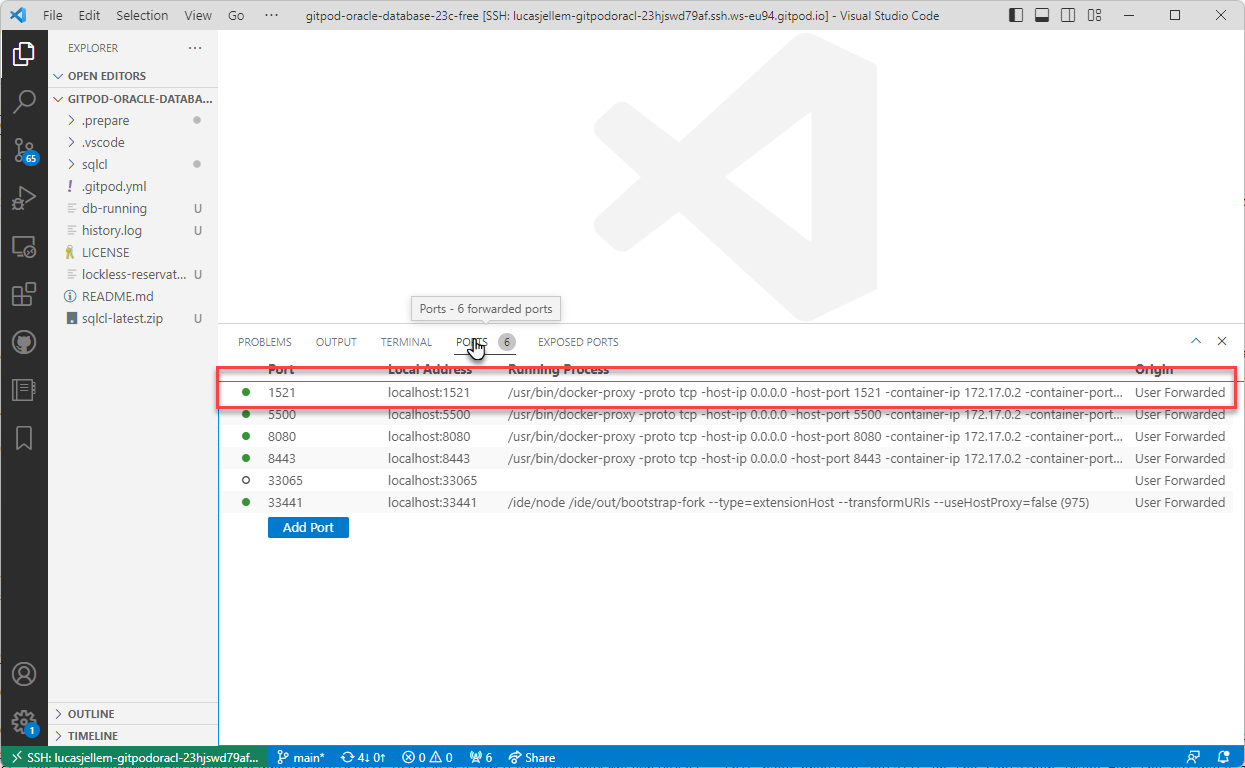 File Edit Selection View Go ··· gitpod-oracle-database-23c-free [SSH: lucasjellem-gitpodoracl-23hjswd79af.ssh.ws-eu94.gitpod.io] - Visual Studio Code
EXPLORER ···
OPEN EDITORS
GITPOD-ORACLE-DATABA...
.prepare
.vscode
65
sqlcl
! .gitpod.yml
db-running U
history.log U
LICENSE
lockless-reservat... U
README.md
sqlcl-latest.zip U
Ports - 6 forwarded ports
PROBLEMS OUTPUT TERMINAL PORTS 6 EXPOSED PORTS
Port Local Address Running Process Origin
1521 localhost:1521 /usr/bin/docker-proxy -proto tcp -host-ip 0.0.0.0 -host-port 1521 -container-ip 172.17.0.2 -container-port... User Forwarded
5500 localhost:5500 /usr/bin/docker-proxy -proto tcp -host-ip 0.0.0.0 -host-port 5500 -container-ip 172.17.0.2 -container-port... User Forwarded
8080 localhost:8080 /usr/bin/docker-proxy -proto tcp -host-ip 0.0.0.0 -host-port 8080 -container-ip 172.17.0.2 -container-port... User Forwarded
8443 localhost:8443 /usr/bin/docker-proxy -proto tcp -host-ip 0.0.0.0 -host-port 8443 -container-ip 172.17.0.2 -container-port... User Forwarded
33065 localhost:33065 User Forwarded
33441 localhost:33441 /ide/node /ide/out/bootstrap-fork --type=extensionHost --transformURIs --useHostProxy=false (975) User Forwarded
Add Port
OUTLINE
1
TIMELINE
SSH: lucasjellem-gitpodoracl-23hjswd79af... main* 4↓ 0↑ 0 0 6 Share